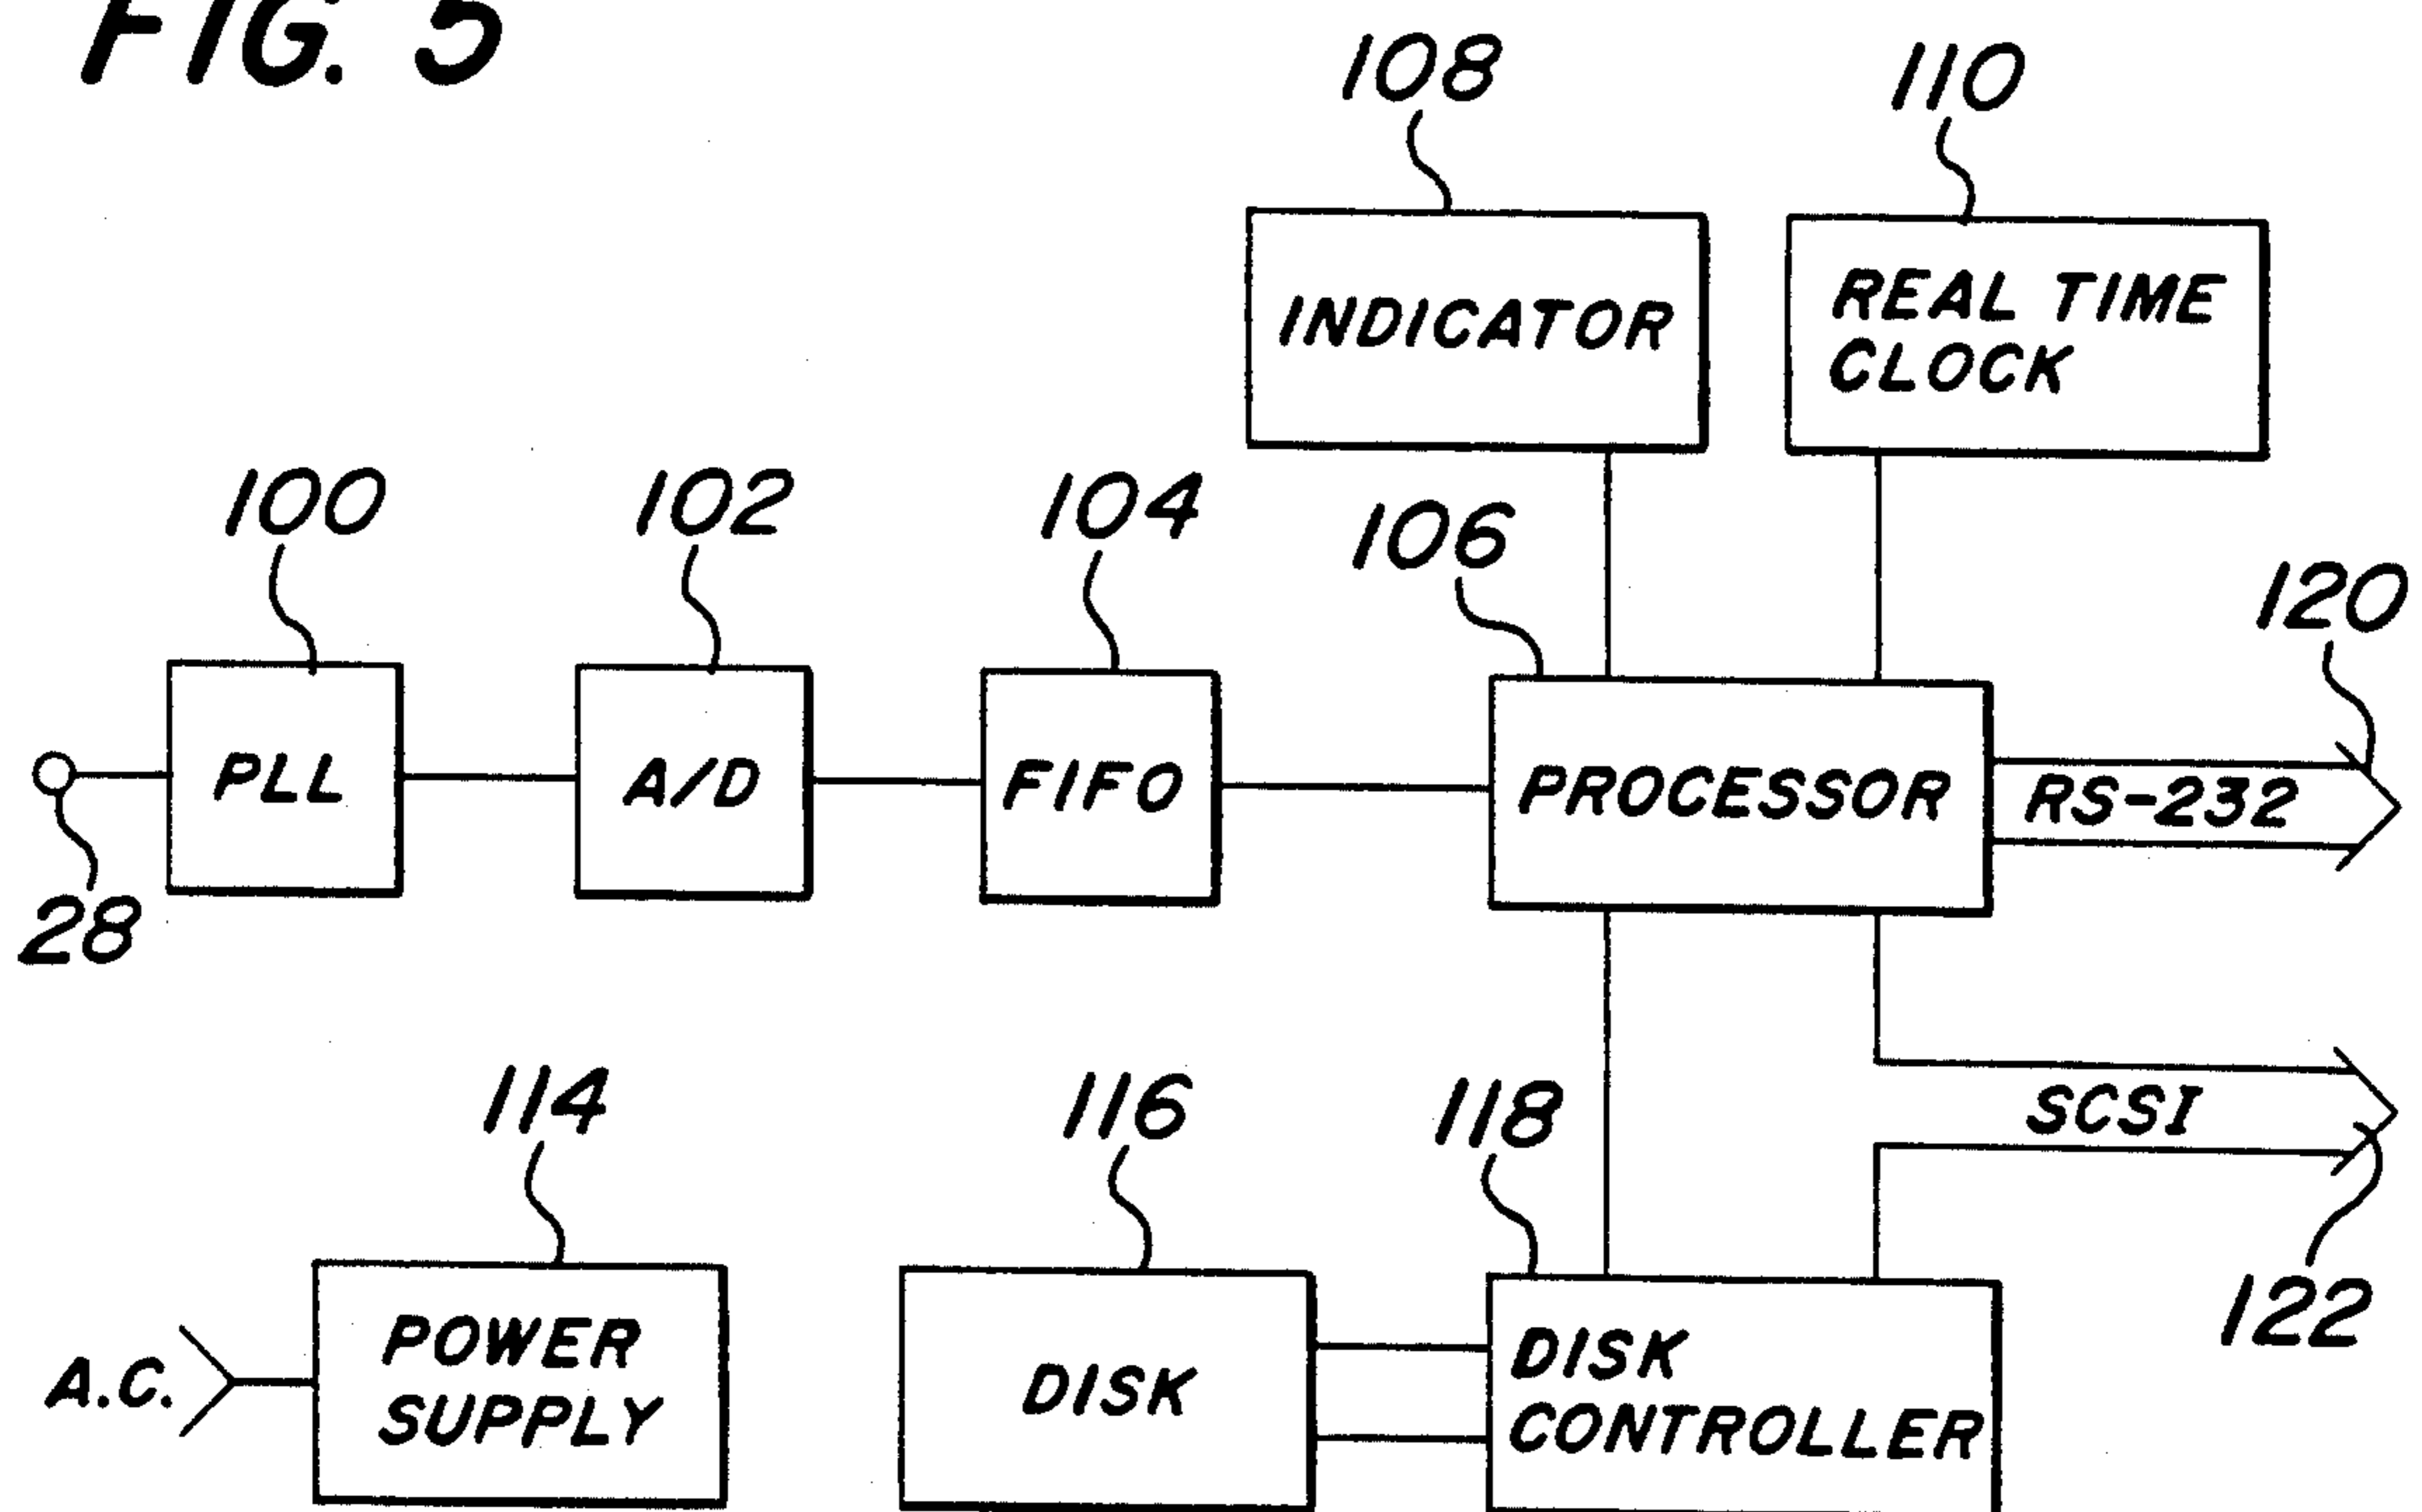 FIG. 5
108
110
INDICATOR
REAL TIME
CLOCK
100
102
104
106
120
PLL
A/D
FIFO
PROCESSOR
RS-232
28
114
116
118
SCSI
122
A.C.
POWER
SUPPLY
DISK
DISK
CONTROLLER